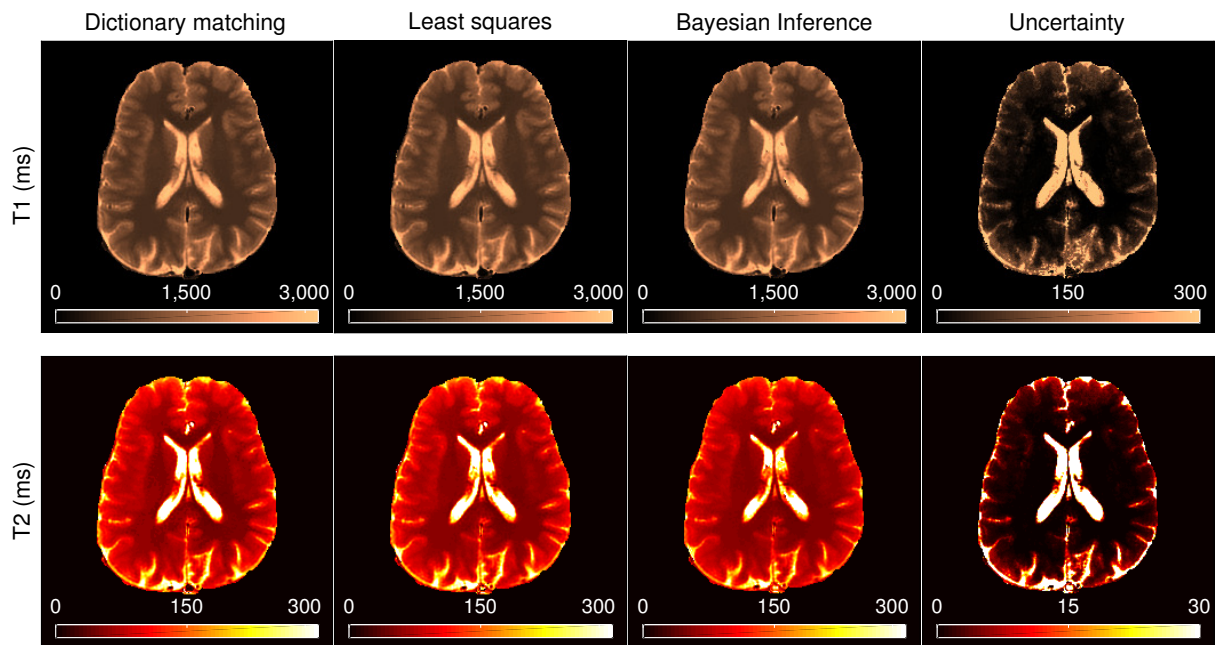 Dictionary matching Least squares Bayesian Inference Uncertainty
T1 (ms)
0 1,500 3,000 0 1,500 3,000 0 1,500 3,000 0 150 300
T2 (ms)
0 150 300 0 150 300 0 150 300 0 15 30